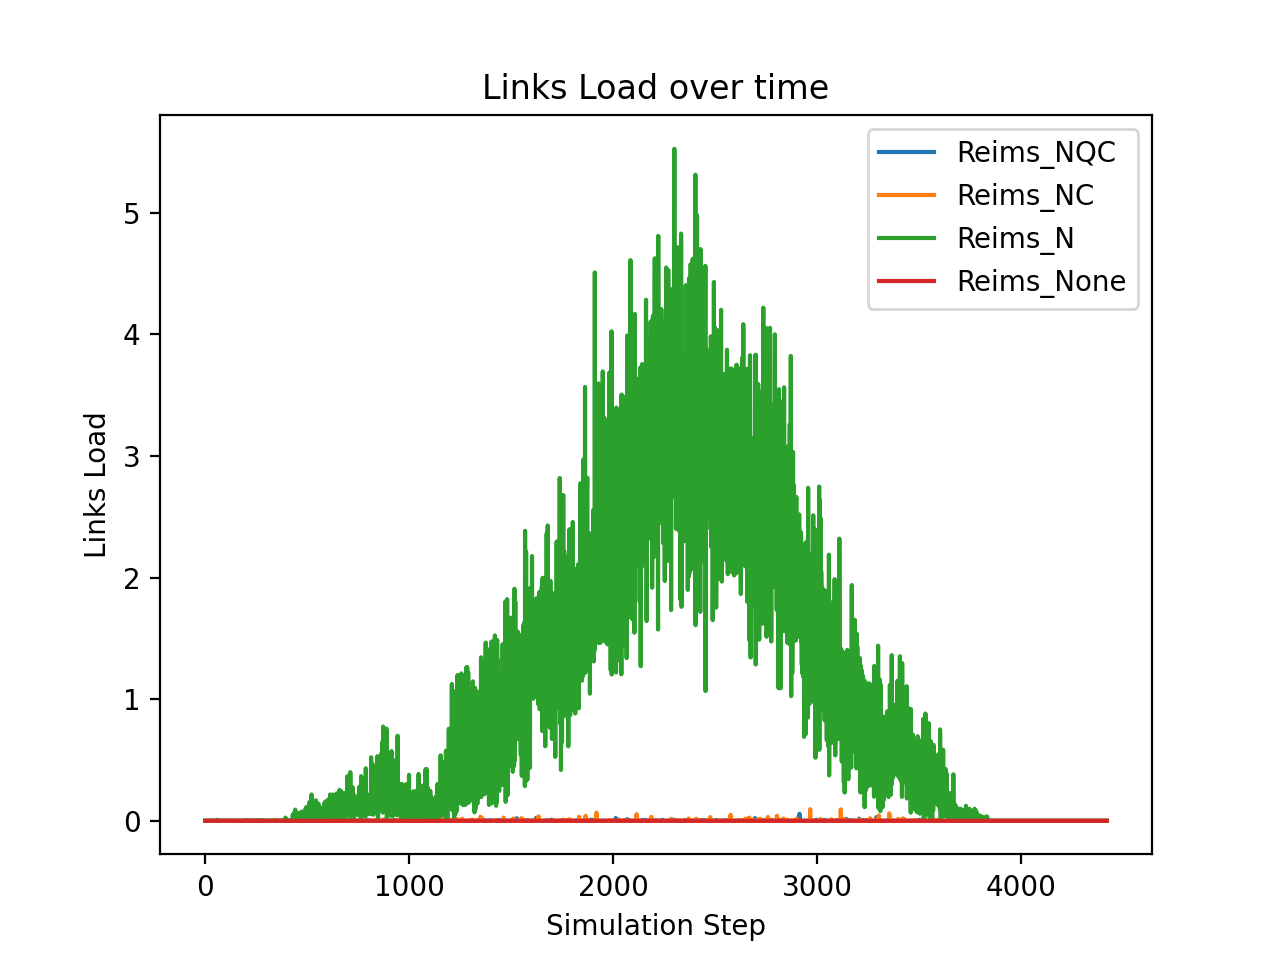 Links Load over time
Reims_NQC
Reims_NC
Reims_N
Reims_None
Links Load
5
4
3
2
1
0
0 1000 2000 3000 4000
Simulation Step